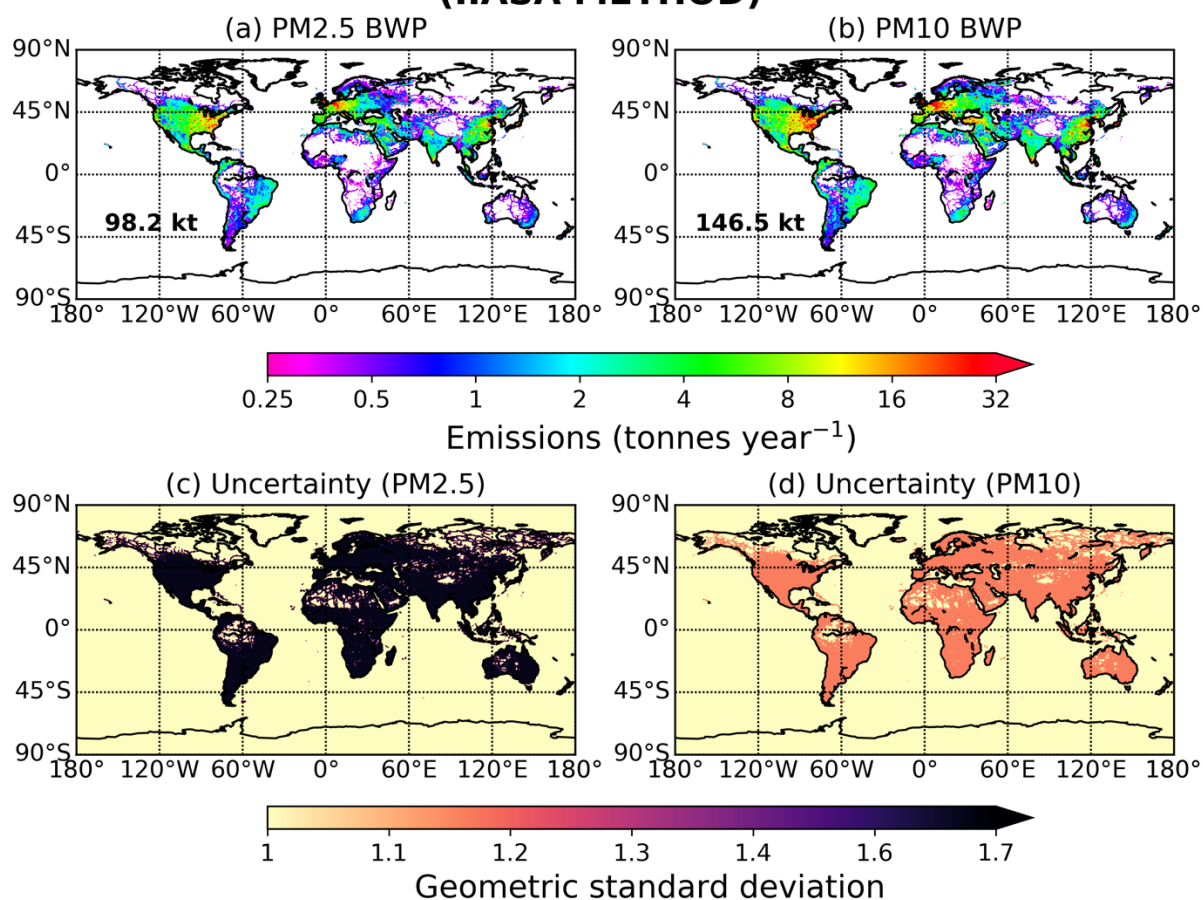 (IIASA METHOD)
(a) PM2.5 BWP
(b) PM10 BWP
90°N
45°N
0°
45°S
90°S
98.2 kt
180° 120°W 60°W 0° 60°E 120°E 180°
90°N
45°N
0°
45°S
90°S
146.5 kt
180° 120°W 60°W 0° 60°E 120°E 180°
0.25 0.5 1 2 4 8 16 32
Emissions (tonnes year⁻¹)
(c) Uncertainty (PM2.5)
(d) Uncertainty (PM10)
90°N
45°N
0°
45°S
90°S
180° 120°W 60°W 0° 60°E 120°E 180°
90°N
45°N
0°
45°S
90°S
180° 120°W 60°W 0° 60°E 120°E 180°
1 1.1 1.2 1.3 1.4 1.6 1.7
Geometric standard deviation